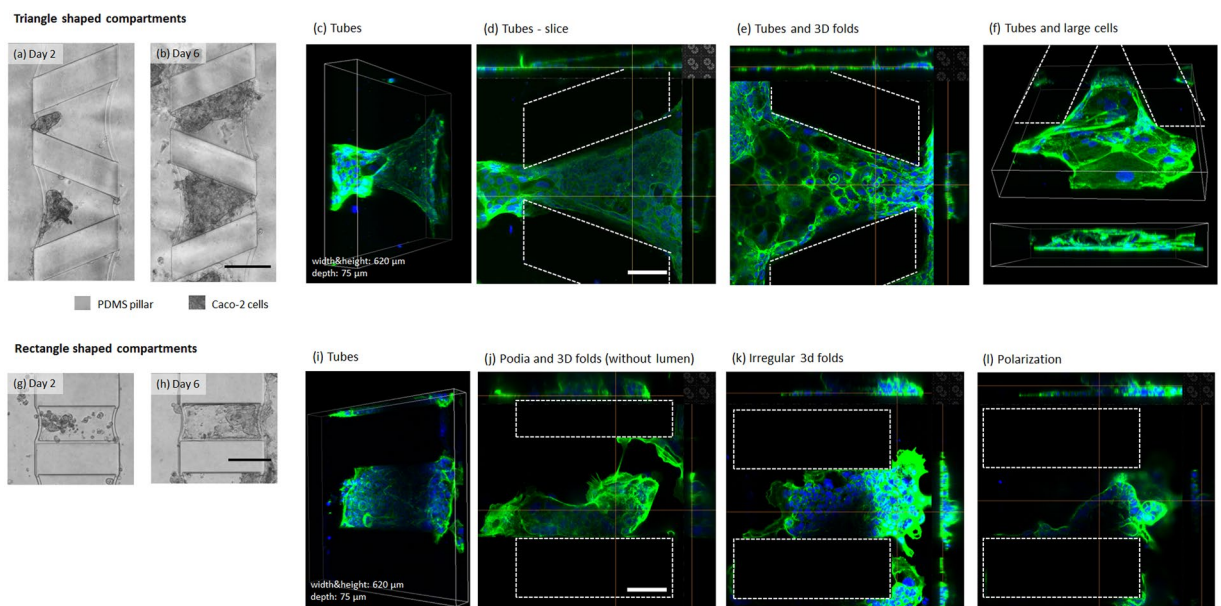 Triangle shaped compartments
(a) Day 2
(b) Day 6
(c) Tubes
(d) Tubes - slice
(e) Tubes and 3D folds
(f) Tubes and large cells
width&height: 620 µm
depth: 75 µm
PDMS pillar
Caco-2 cells
Rectangle shaped compartments
(g) Day 2
(h) Day 6
(i) Tubes
(j) Podia and 3D folds (without lumen)
(k) Irregular 3d folds
(l) Polarization
width&height: 620 µm
depth: 75 µm